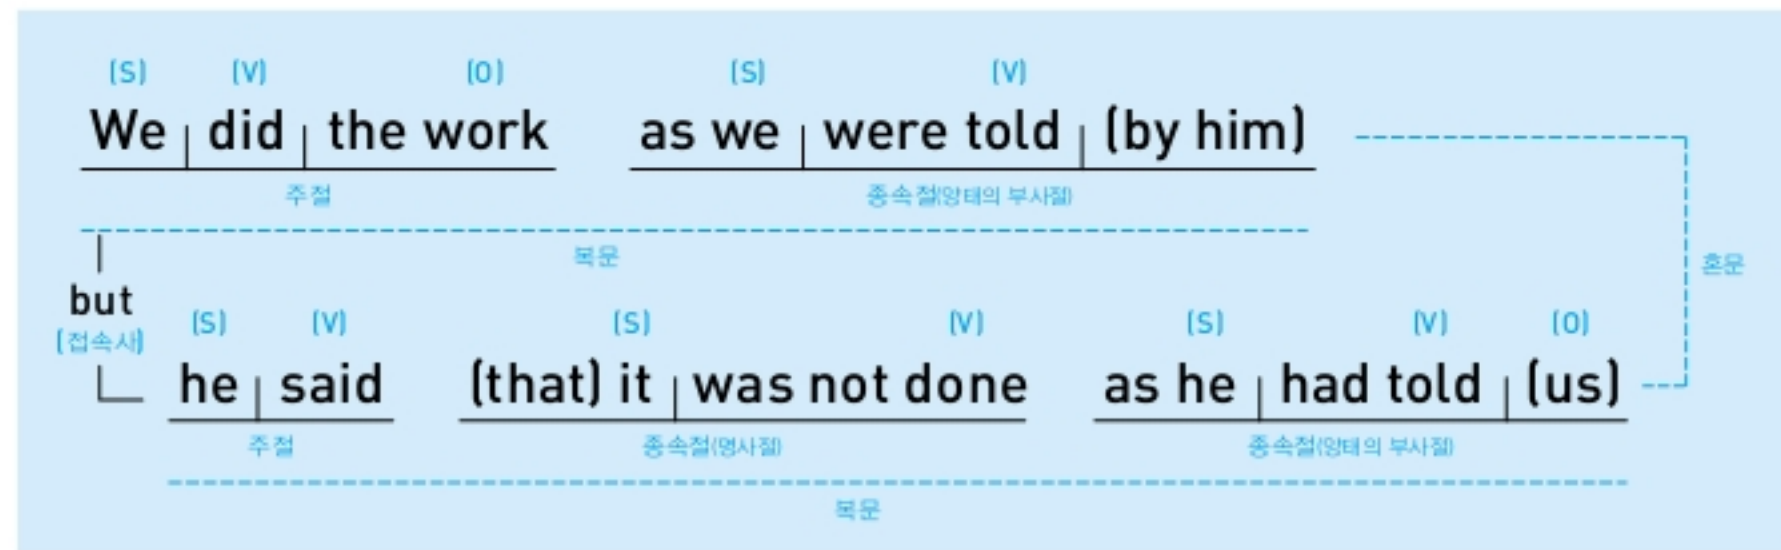 (S) (V) (O) (S) (V)
We did the work as we were told (by him)
주절 종속절(양태의 부사절)
복문
혼문
but
(접속사)
(S) (V) (S) (V) (S) (V) (O)
he said (that) it was not done as he had told (us)
주절 종속절(명사절) 종속절(양태의 부사절)
복문